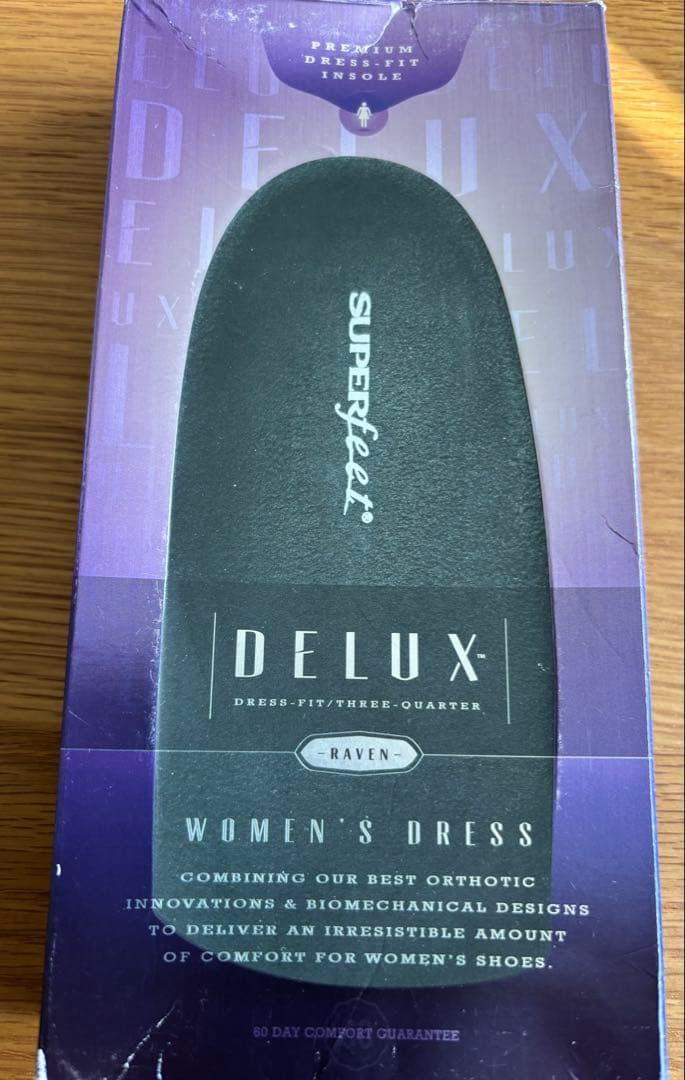 PREMIUM
DRESS-FIT
INSOLE
DELUX
SUPERfeet®
DELUX™
DRESS-FIT/THREE-QUARTER
-RAVEN-
WOMEN'S DRESS
COMBINING OUR BEST ORTHOTIC
INNOVATIONS & BIOMECHANICAL DESIGNS
TO DELIVER AN IRRESISTIBLE AMOUNT
OF COMFORT FOR WOMEN'S SHOES.
60 DAY COMFORT GUARANTEE